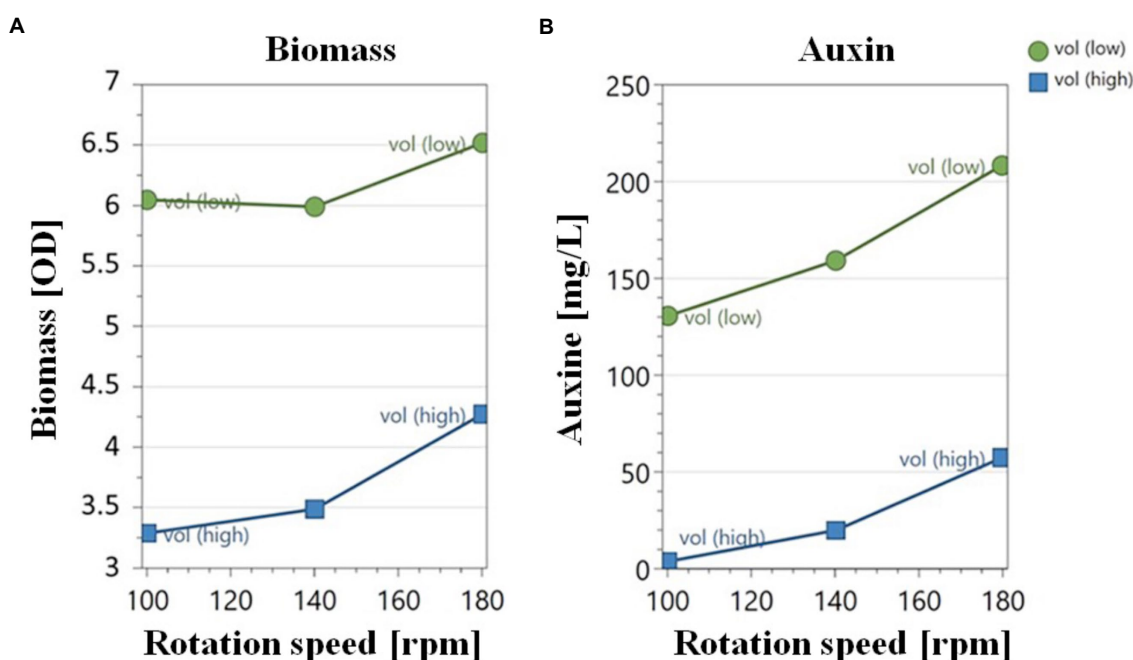 A
Biomass
7
6.5
6
5.5
5
4.5
4
3.5
3
Biomass [OD]
vol (low)
vol (low)
vol (high)
vol (high)
100 120 140 160 180
Rotation speed [rpm]
B
Auxin
250
200
150
100
50
0
Auxine [mg/L]
vol (low)
vol (low)
vol (high)
vol (high)
100 120 140 160 180
Rotation speed [rpm]
vol (low)
vol (high)